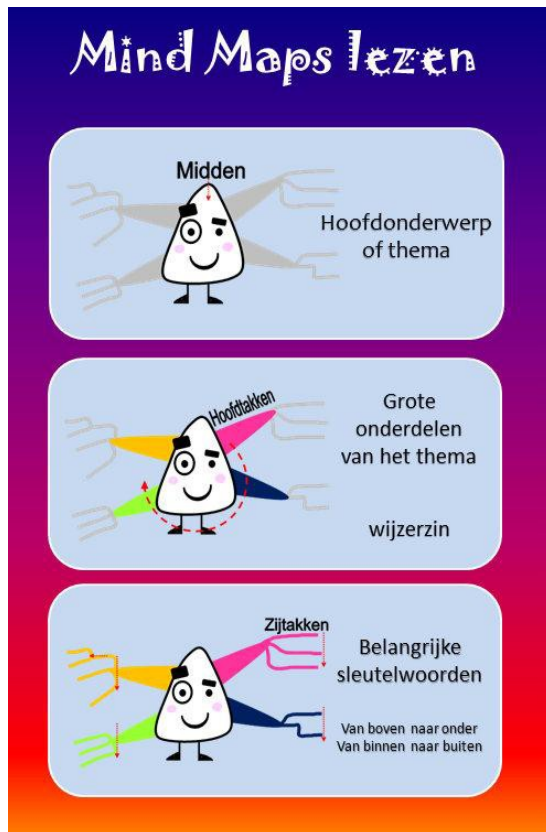 Mind Maps lezen
Midden
Hoofdonderwerp
of thema
Hoofdtakken
Grote
onderdelen
van het thema
wijzerzin
Zijtakken
Belangrijke
sleutelwoorden
Van boven naar onder
Van binnen naar buiten